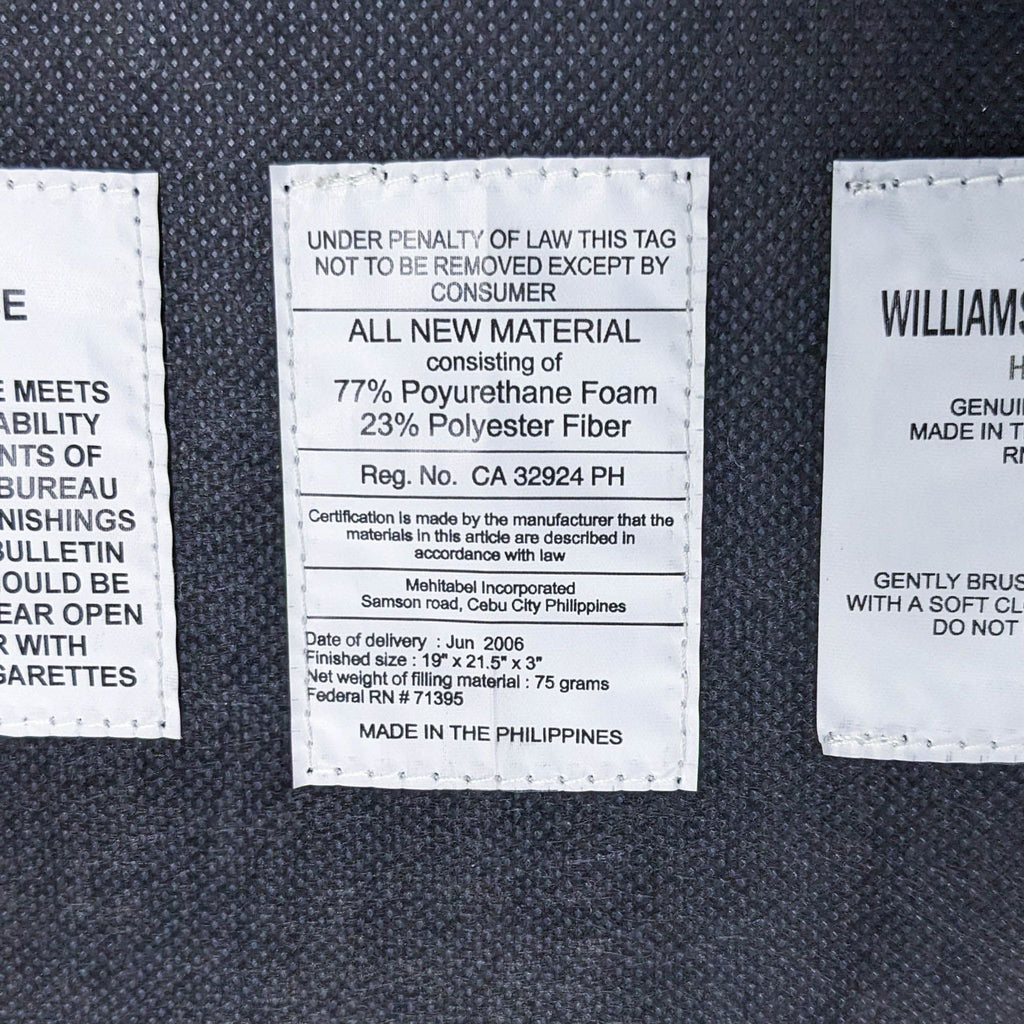 E
E MEETS
ABILITY
NTS OF
BUREAU
NISHINGS
BULLETIN
OULD BE
EAR OPEN
R WITH
GARETTES
UNDER PENALTY OF LAW THIS TAG
NOT TO BE REMOVED EXCEPT BY
CONSUMER
ALL NEW MATERIAL
consisting of
77% Poyurethane Foam
23% Polyester Fiber
Reg. No. CA 32924 PH
Certification is made by the manufacturer that the
materials in this article are described in
accordance with law
Mehitabel Incorporated
Samson road, Cebu City Philippines
Date of delivery : Jun 2006
Finished size : 19" x 21.5" x 3"
Net weight of filling material : 75 grams
Federal RN # 71395
MADE IN THE PHILIPPINES
WILLIAMS
H
GENUI
MADE IN T
RN
GENTLY BRUS
WITH A SOFT CL
DO NOT